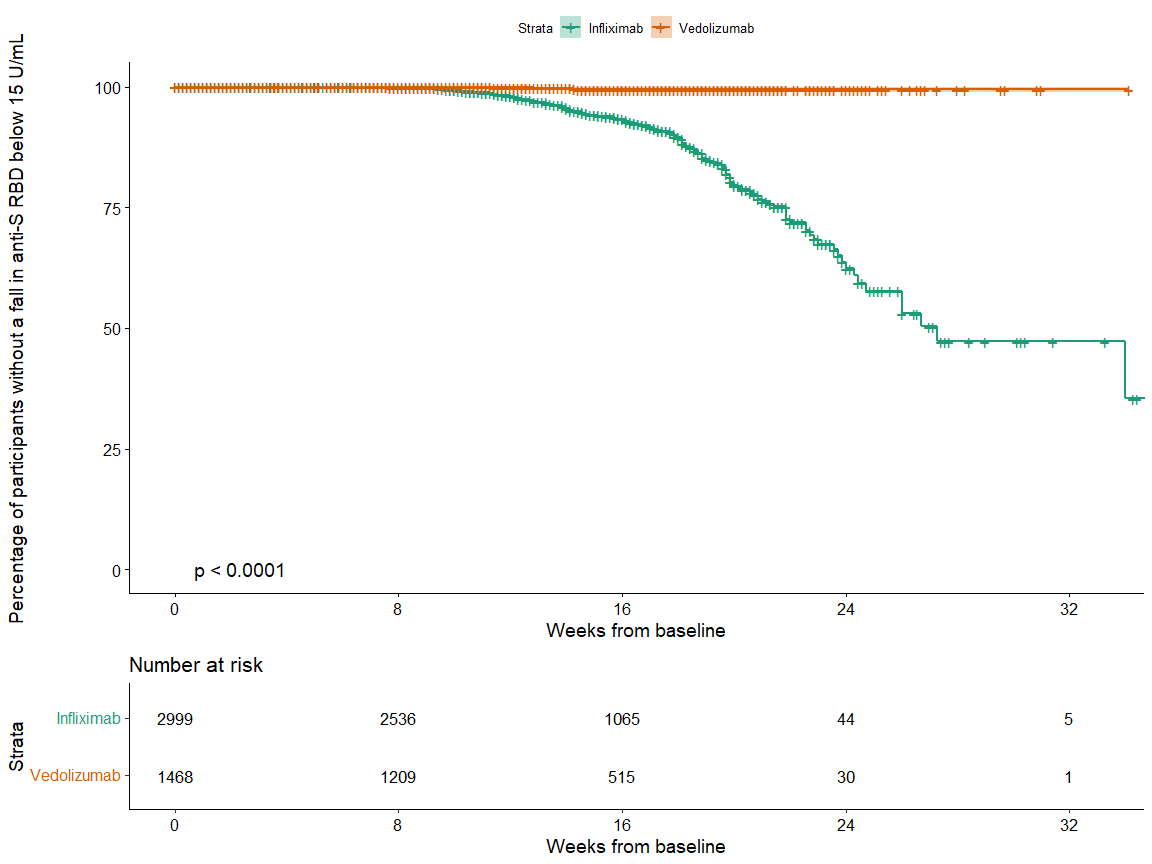 Strata Infliximab Vedolizumab
Percentage of participants without a fall in anti-S RBD below 15 U/mL
100
75
50
25
0
p < 0.0001
0 8 16 24 32
Weeks from baseline
Number at risk
Strata
Infliximab 2999 2536 1065 44 5
Vedolizumab 1468 1209 515 30 1
0 8 16 24 32
Weeks from baseline